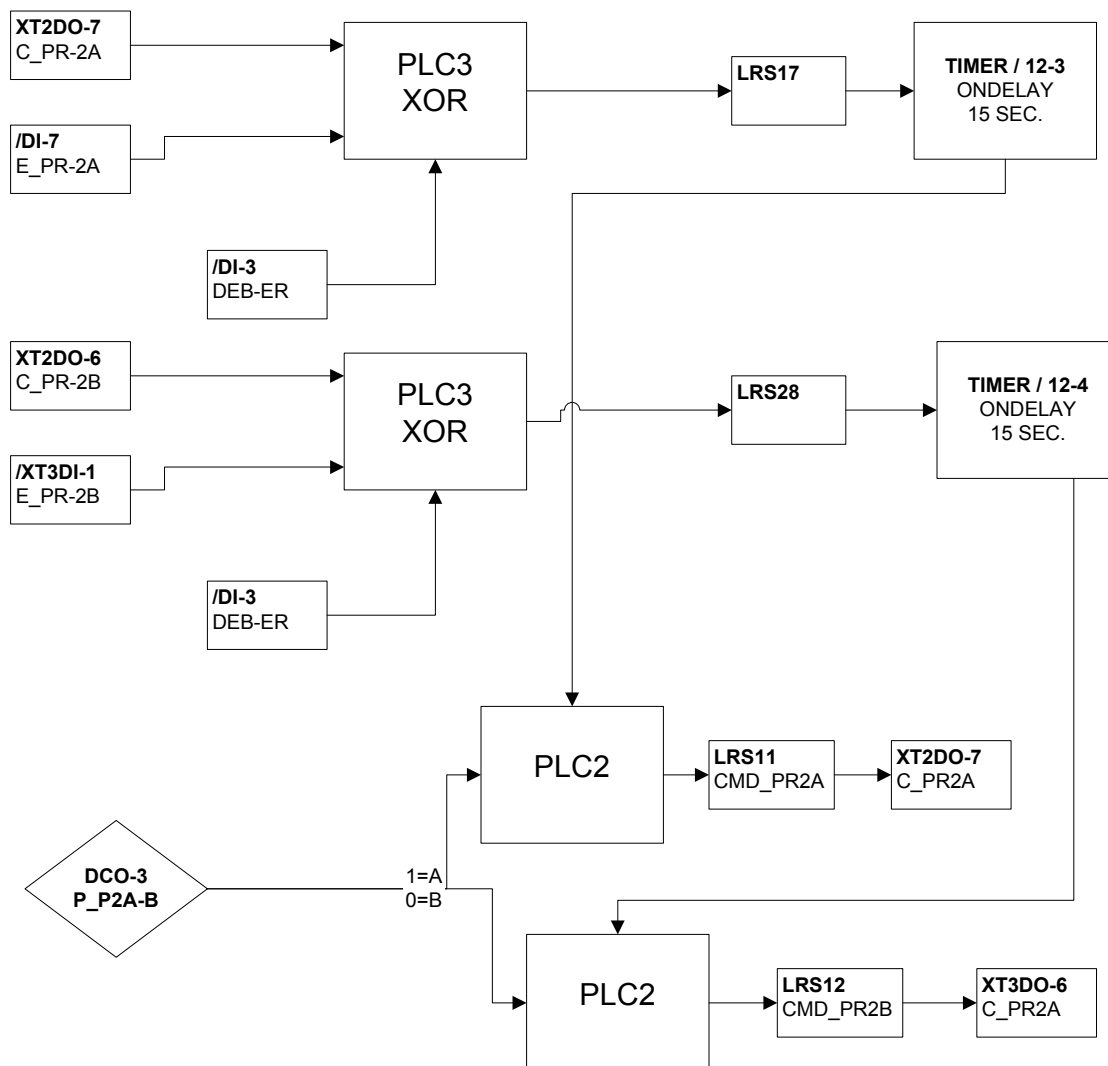 XT2DO-7
C_PR-2A
PLC3
XOR
LRS17
TIMER / 12-3
ONDELAY
15 SEC.
/DI-7
E_PR-2A
/DI-3
DEB-ER
XT2DO-6
C_PR-2B
PLC3
XOR
LRS28
TIMER / 12-4
ONDELAY
15 SEC.
/XT3DI-1
E_PR-2B
/DI-3
DEB-ER
PLC2
LRS11
CMD_PR2A
XT2DO-7
C_PR2A
DCO-3
P_P2A-B
1=A
0=B
PLC2
LRS12
CMD_PR2B
XT3DO-6
C_PR2A